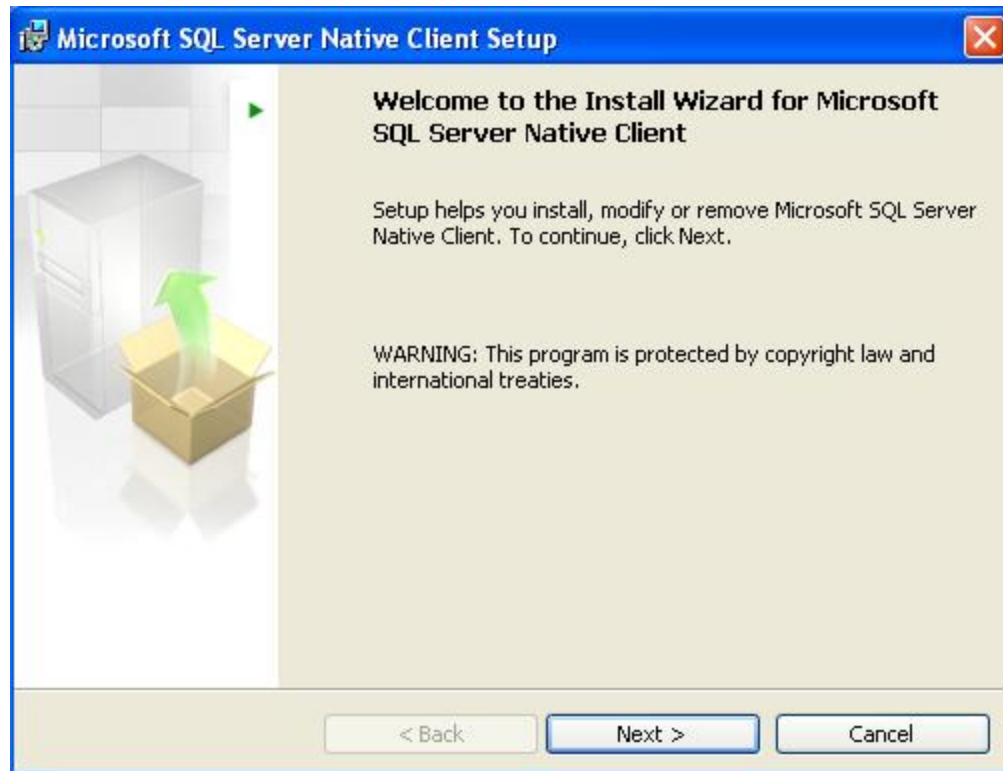 Microsoft SQL Server Native Client Setup
Welcome to the Install Wizard for Microsoft
SQL Server Native Client
Setup helps you install, modify or remove Microsoft SQL Server
Native Client. To continue, click Next.
WARNING: This program is protected by copyright law and
international treaties.
< Back
Next >
Cancel